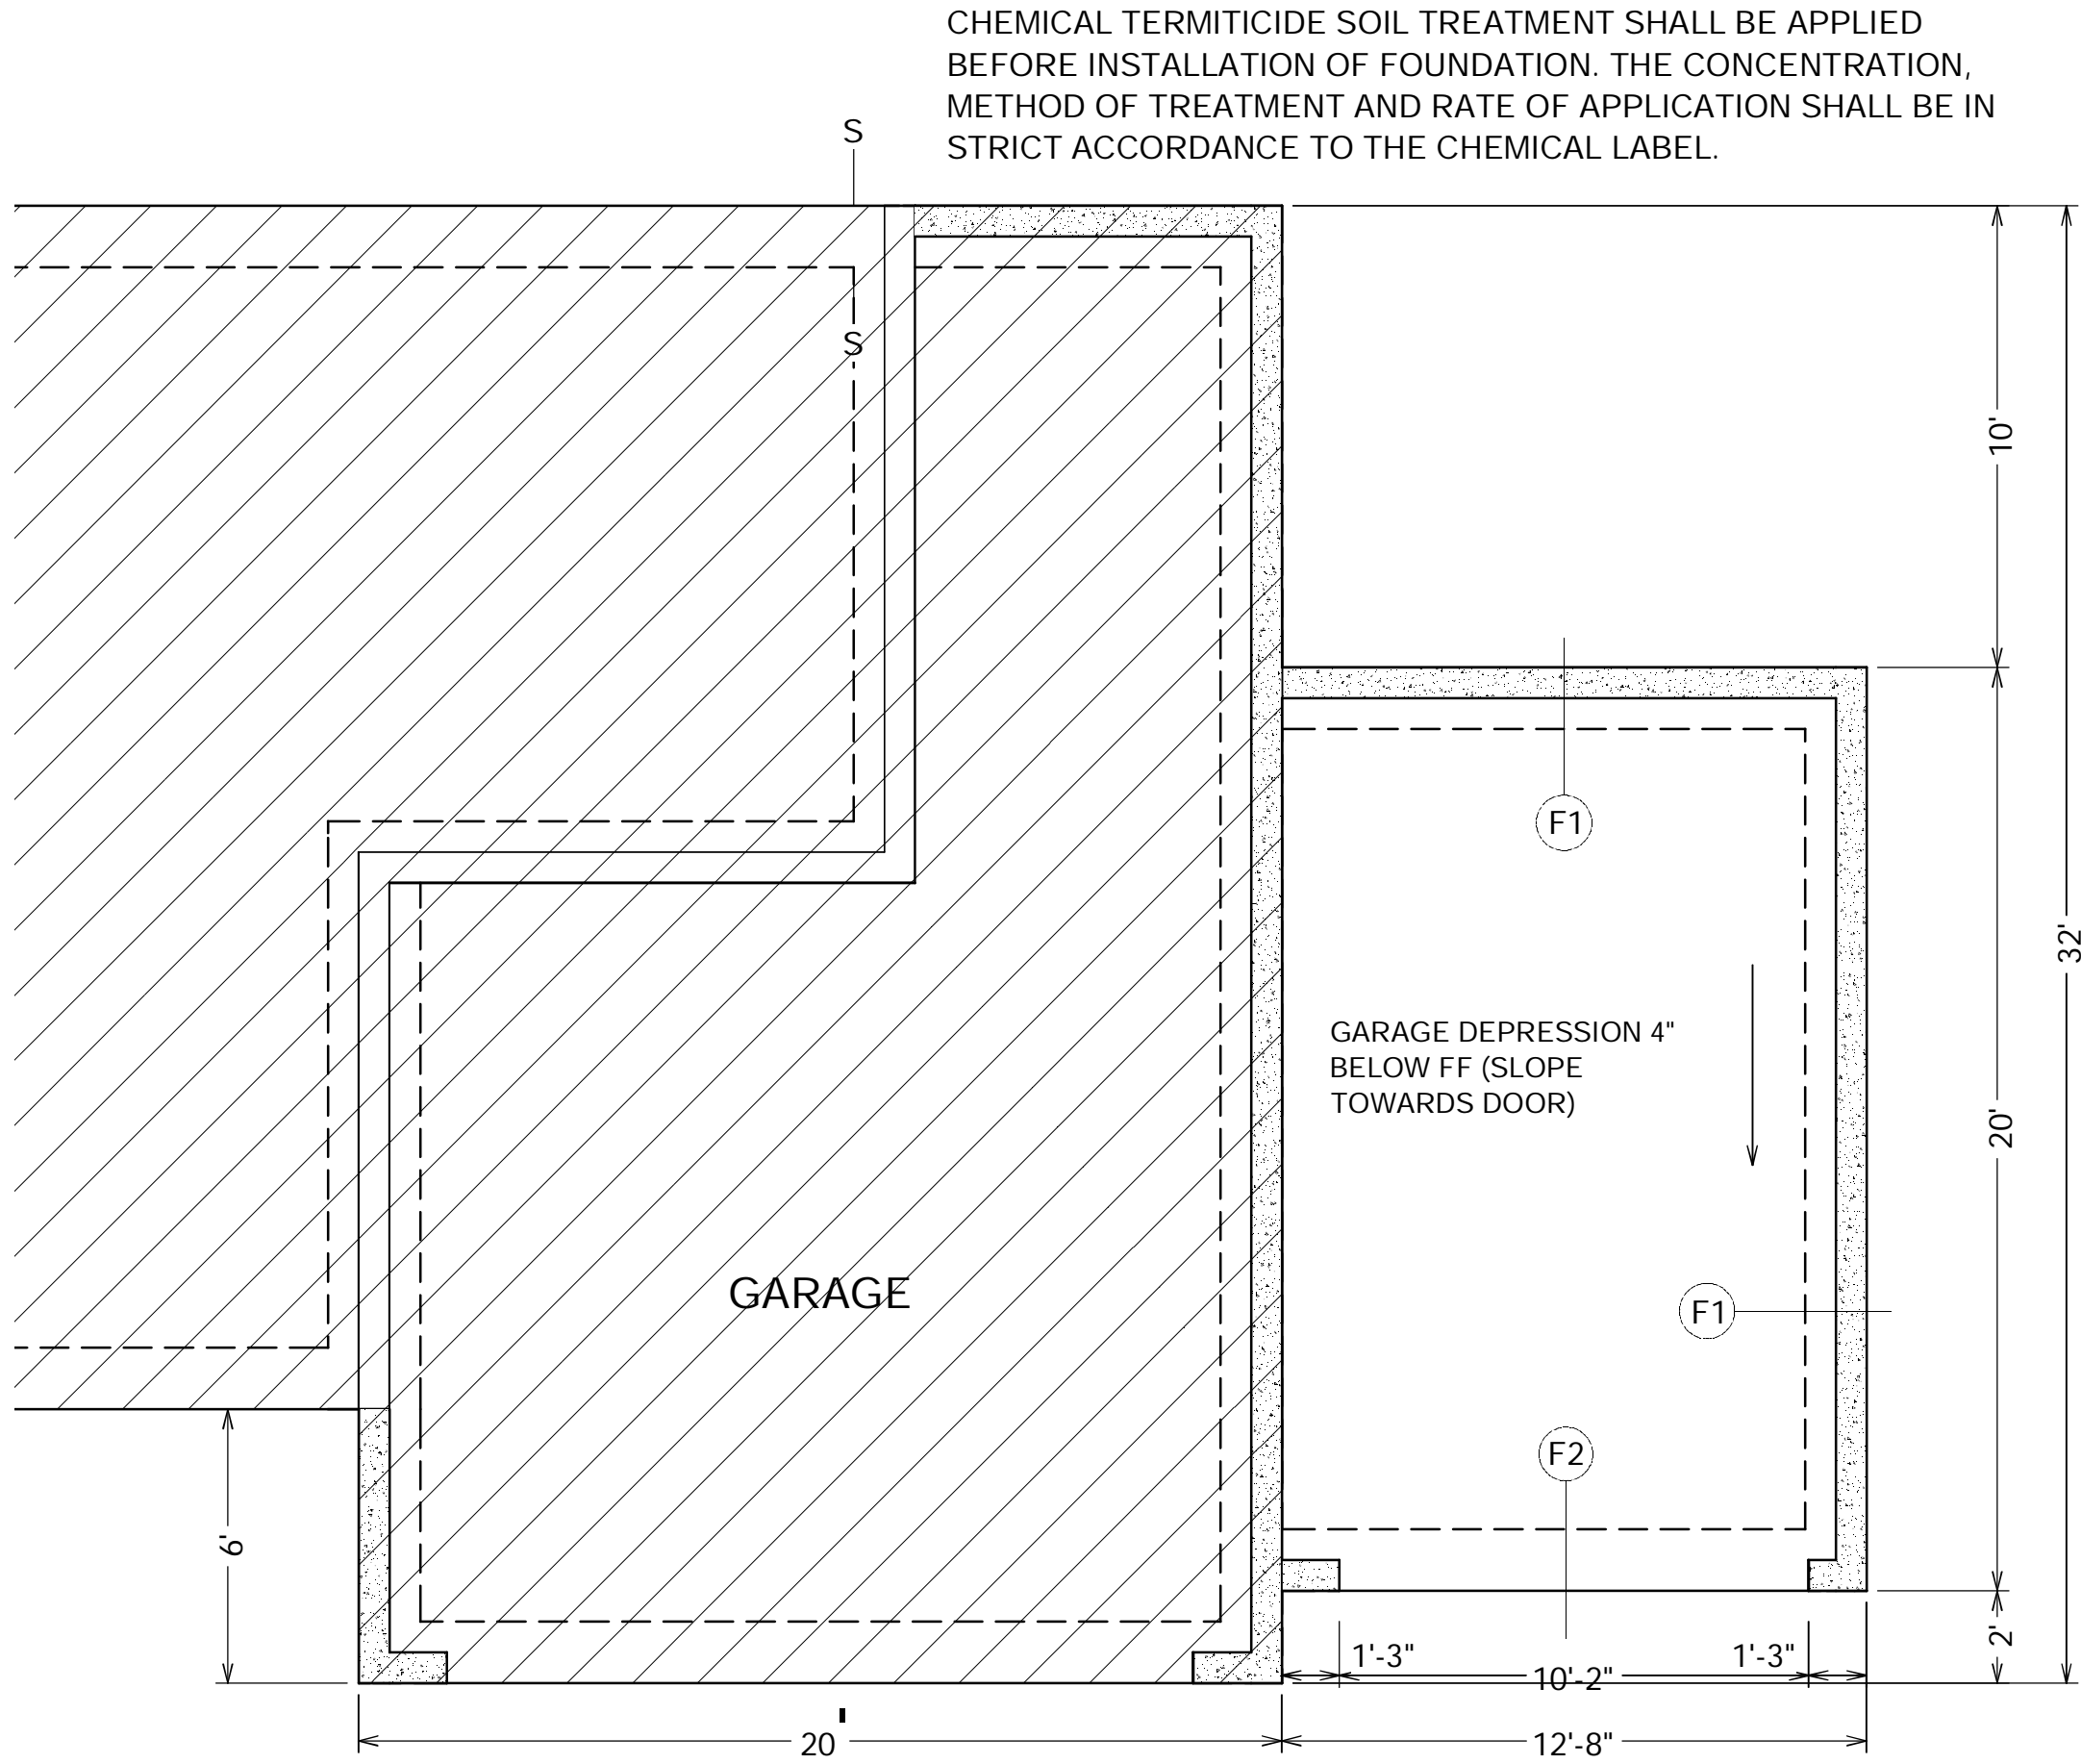 CHEMICAL TERMITICIDE SOIL TREATMENT SHALL BE APPLIED
BEFORE INSTALLATION OF FOUNDATION. THE CONCENTRATION,
METHOD OF TREATMENT AND RATE OF APPLICATION SHALL BE IN
STRICT ACCORDANCE TO THE CHEMICAL LABEL.
S
S
10'
F1
32'
GARAGE DEPRESSION 4"
BELOW FF (SLOPE
TOWARDS DOOR)
20'
GARAGE
F1
F2
6'
2'
1'-3"
10'-2"
1'-3"
20'
12'-8"